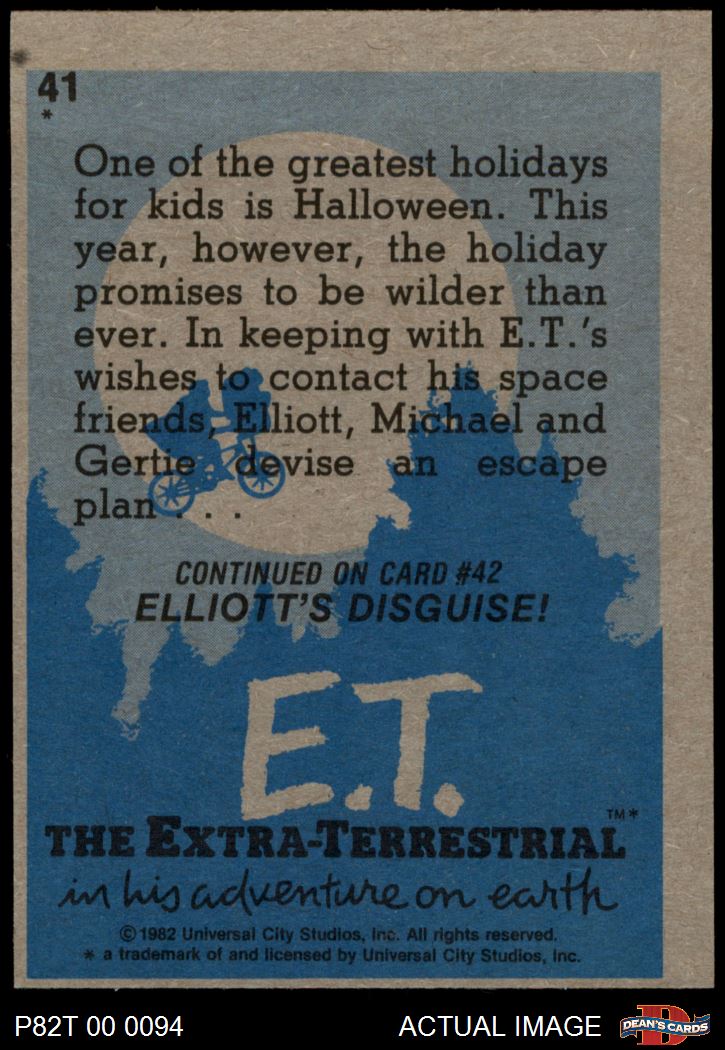 41
*
One of the greatest holidays
for kids is Halloween. This
year, however, the holiday
promises to be wilder than
ever. In keeping with E.T.'s
wishes to contact his space
friends, Elliott, Michael and
Gertie devise an escape
plan . . .
CONTINUED ON CARD #42
ELLIOTT'S DISGUISE!
E.T.
TM*
THE EXTRA-TERRESTRIAL
in his adventure on earth
©1982 Universal City Studios, Inc. All rights reserved.
* a trademark of and licensed by Universal City Studios, Inc.
P82T 00 0094
ACTUAL IMAGE
D
DEAN'S CARDS